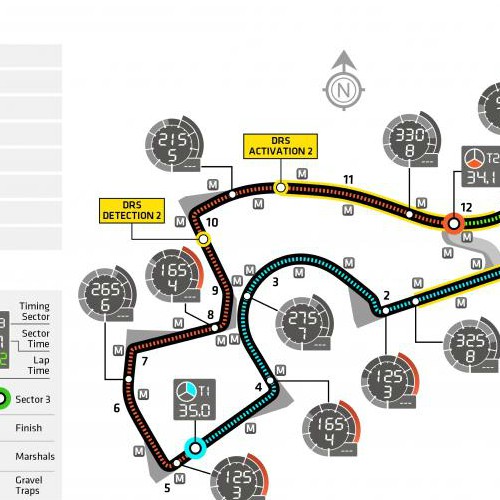 N
215
5
DRS
ACTIVATION 2
330
8
T2
34.1
11
12
M
M
M
M
M
M
M
DRS
DETECTION 2
10
165
4
9
8
265
6
3
M
M
M
M
M
M
2
275
7
325
8
M
M
M
7
M
6
T1
35.0
4
M
125
3
165
4
M
M
M
5
125
3
Timing
Sector
Sector
Time
Lap
Time
Sector 3
Finish
Marshals
Gravel
Traps